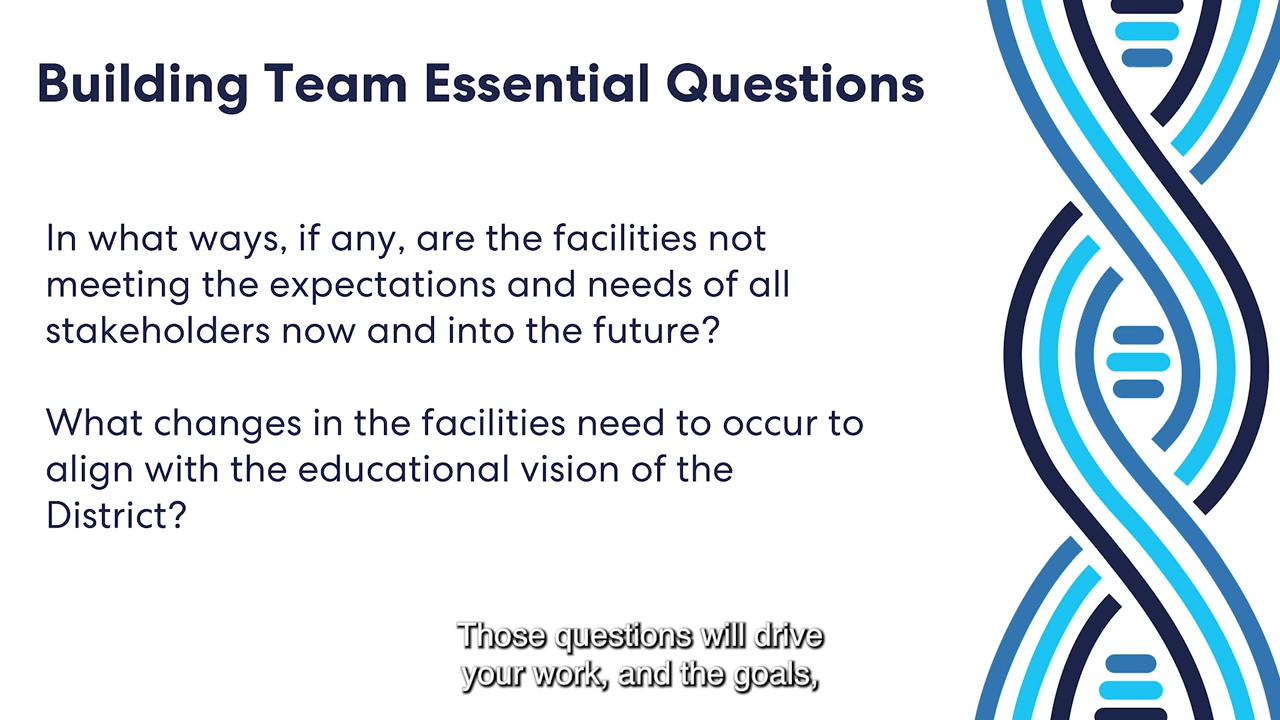 Building Team Essential Questions
In what ways, if any, are the facilities not
meeting the expectations and needs of all
stakeholders now and into the future?
What changes in the facilities need to occur to
align with the educational vision of the
District?
Those questions will drive
your work, and the goals,